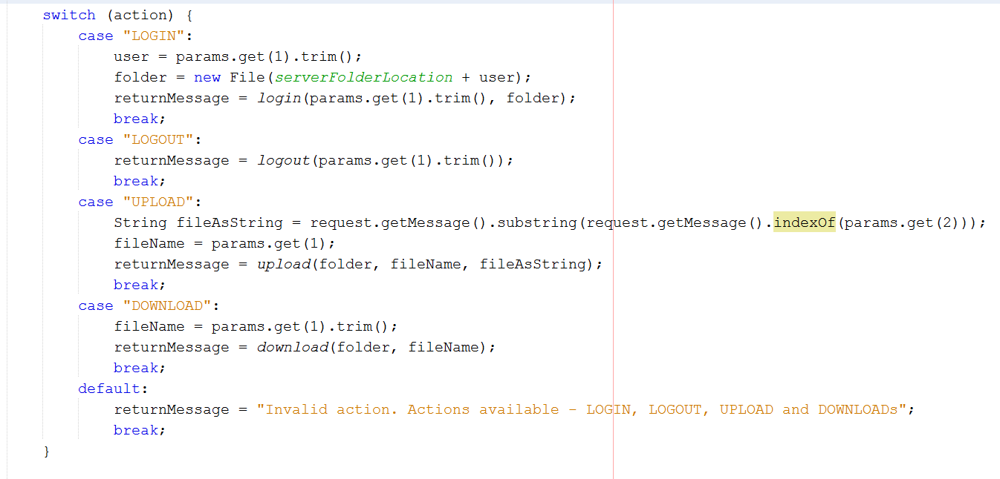 switch (action) {
    case "LOGIN":
        user = params.get(1).trim();
        folder = new File(serverFolderLocation + user);
        returnMessage = login(params.get(1).trim(), folder);
        break;
    case "LOGOUT":
        returnMessage = logout(params.get(1).trim());
        break;
    case "UPLOAD":
        String fileAsString = request.getMessage().substring(request.getMessage().indexOf(params.get(2)));
        fileName = params.get(1);
        returnMessage = upload(folder, fileName, fileAsString);
        break;
    case "DOWNLOAD":
        fileName = params.get(1).trim();
        returnMessage = download(folder, fileName);
        break;
    default:
        returnMessage = "Invalid action. Actions available - LOGIN, LOGOUT, UPLOAD and DOWNLOADs";
        break;
}